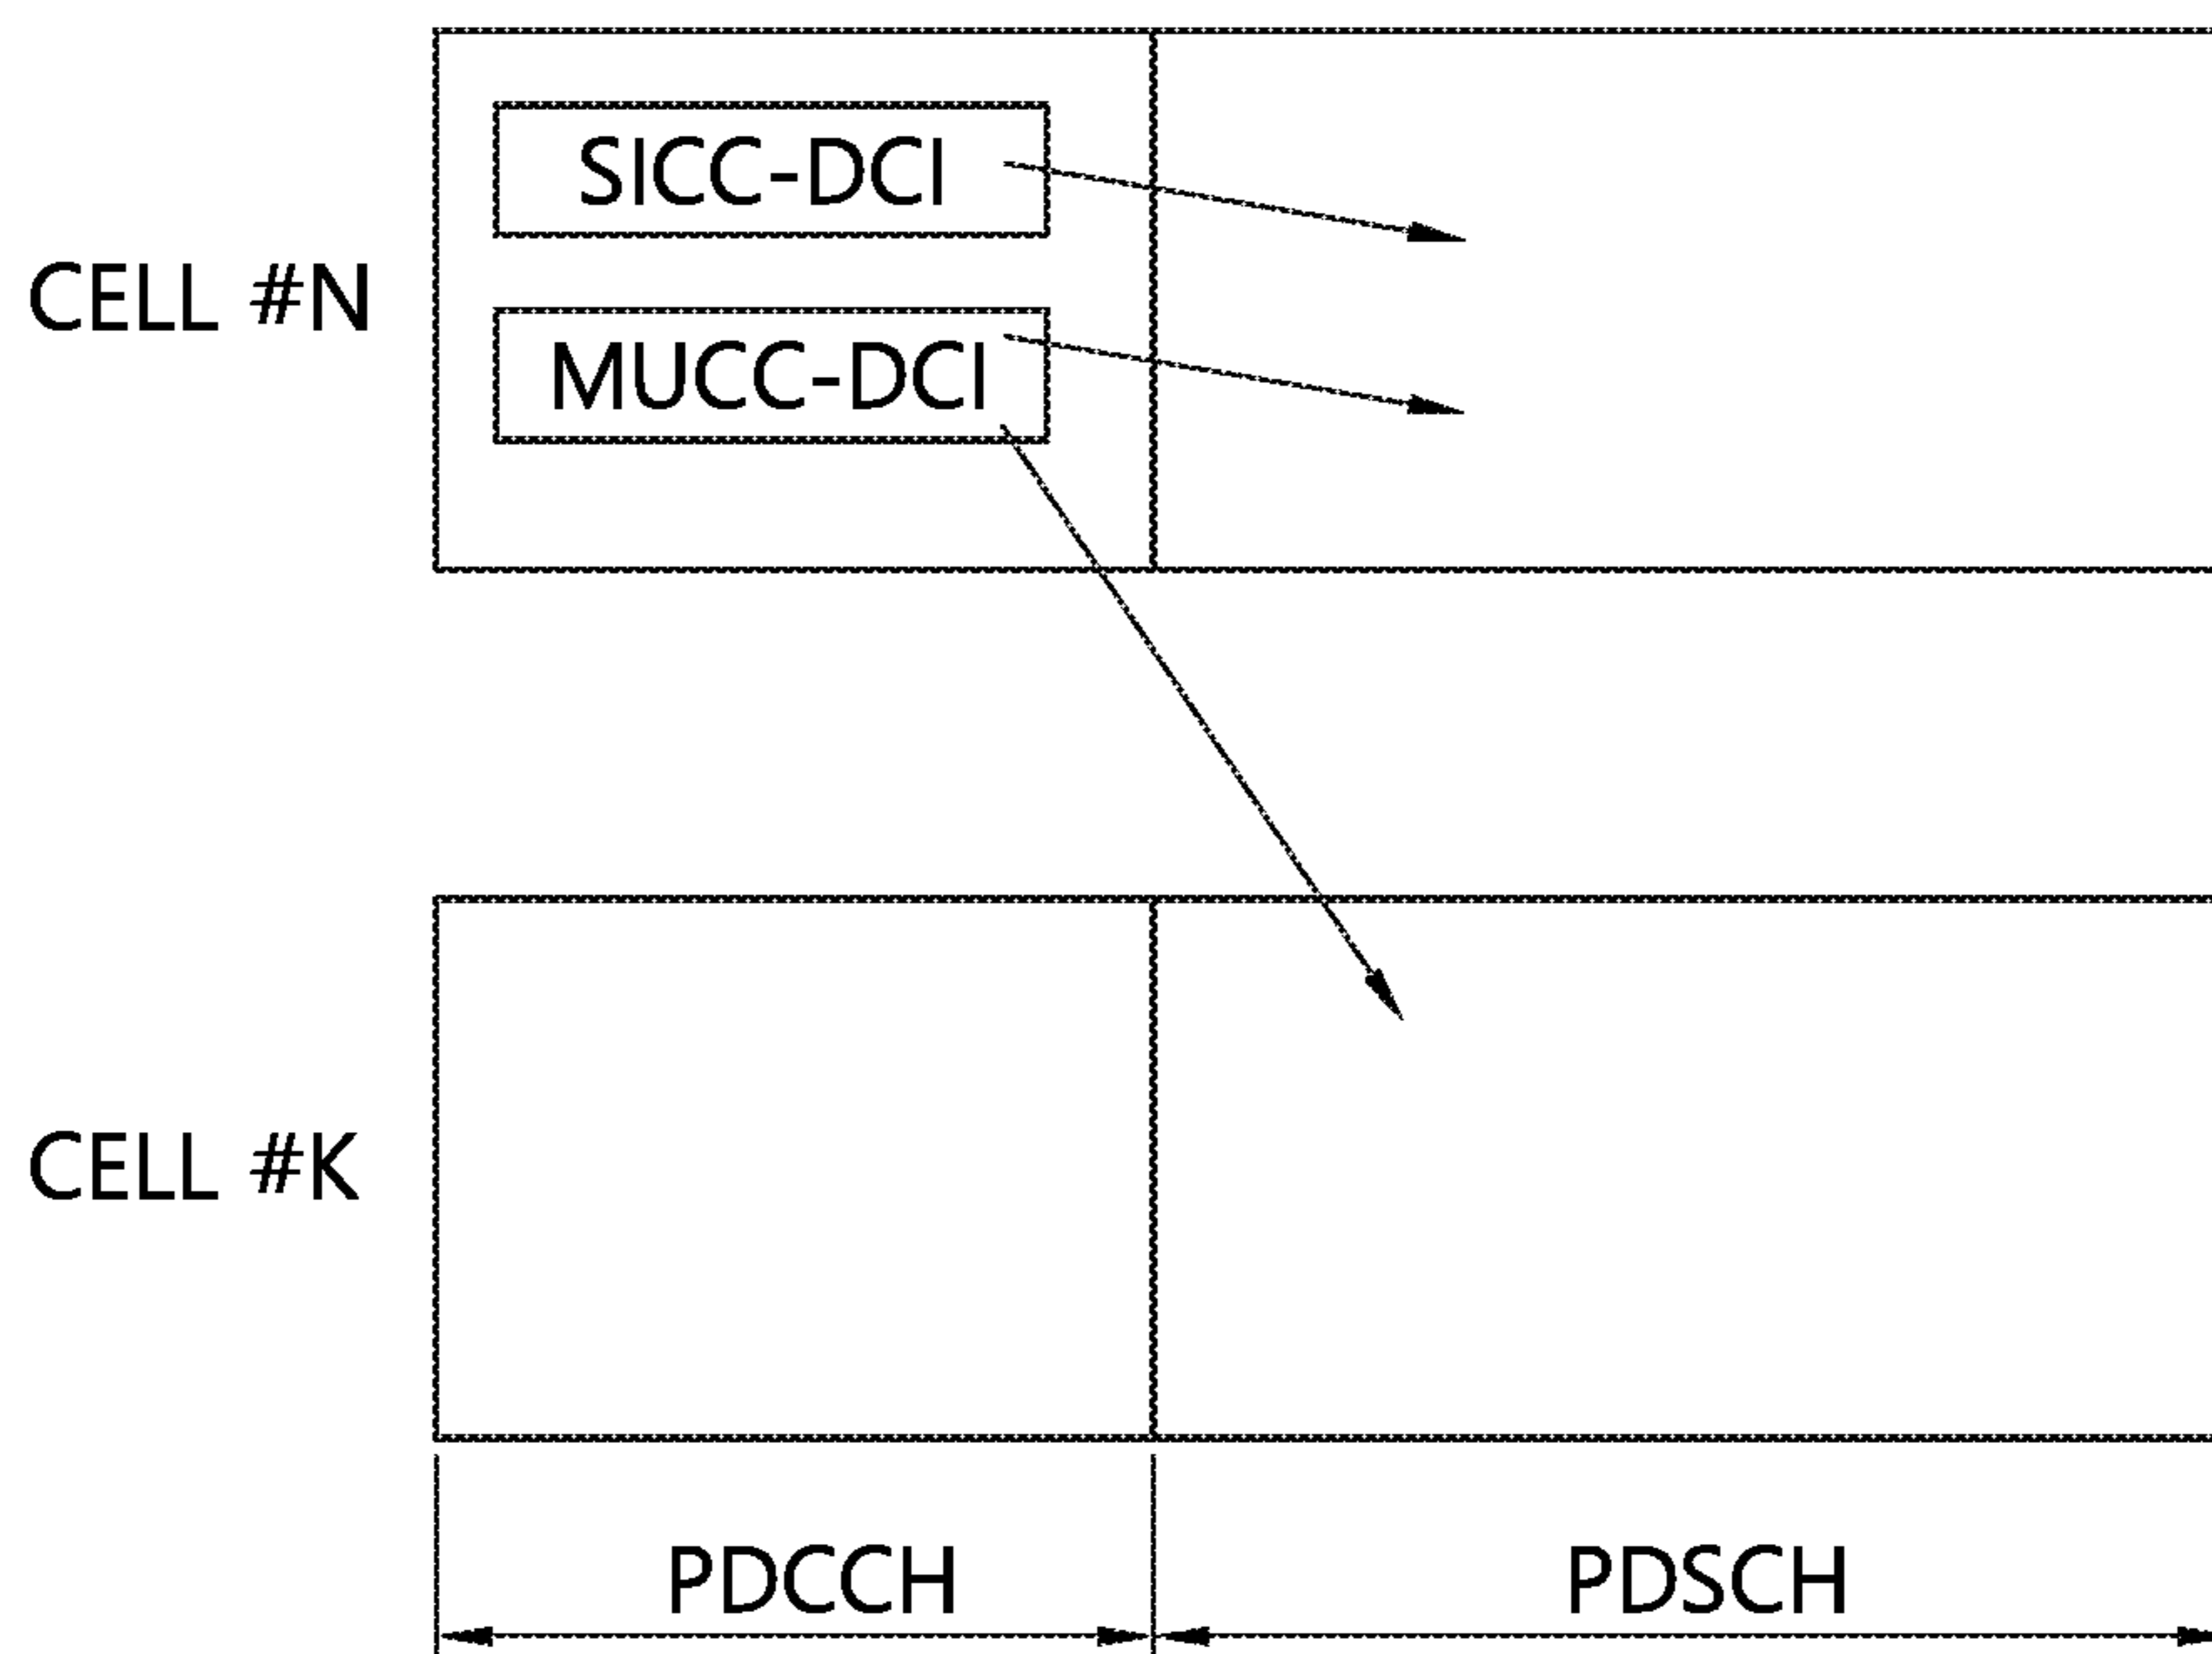 SICC-DCI
CELL #N
MUCC-DCI
CELL #K
PDCCH
PDSCH